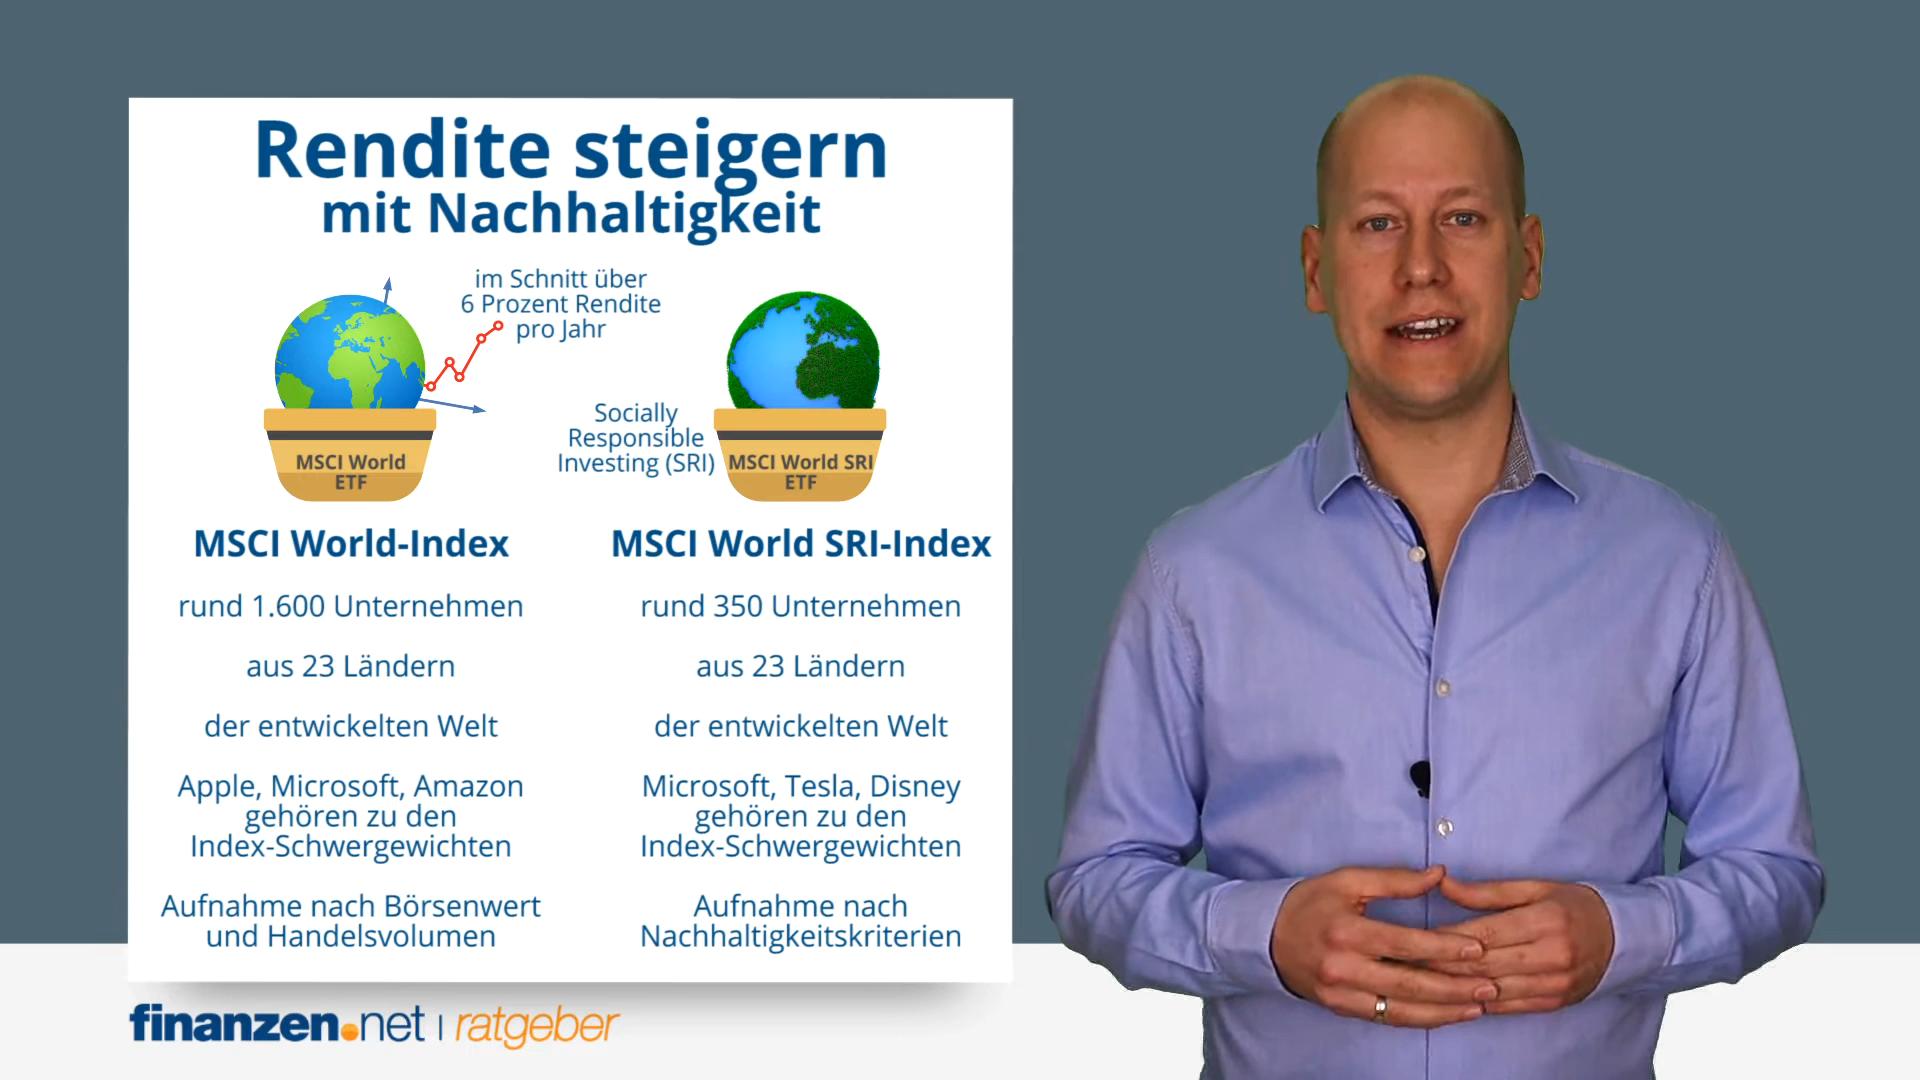 Rendite steigern
mit Nachhaltigkeit
im Schnitt über
6 Prozent Rendite
pro Jahr
MSCI World
ETF
Socially
Responsible
Investing (SRI)
MSCI World SRI
ETF
MSCI World-Index
rund 1.600 Unternehmen
aus 23 Ländern
der entwickelten Welt
Apple, Microsoft, Amazon
gehören zu den
Index-Schwergewichten
Aufnahme nach Börsenwert
und Handelsvolumen
MSCI World SRI-Index
rund 350 Unternehmen
aus 23 Ländern
der entwickelten Welt
Microsoft, Tesla, Disney
gehören zu den
Index-Schwergewichten
Aufnahme nach
Nachhaltigkeitskriterien
finanzen.net | ratgeber